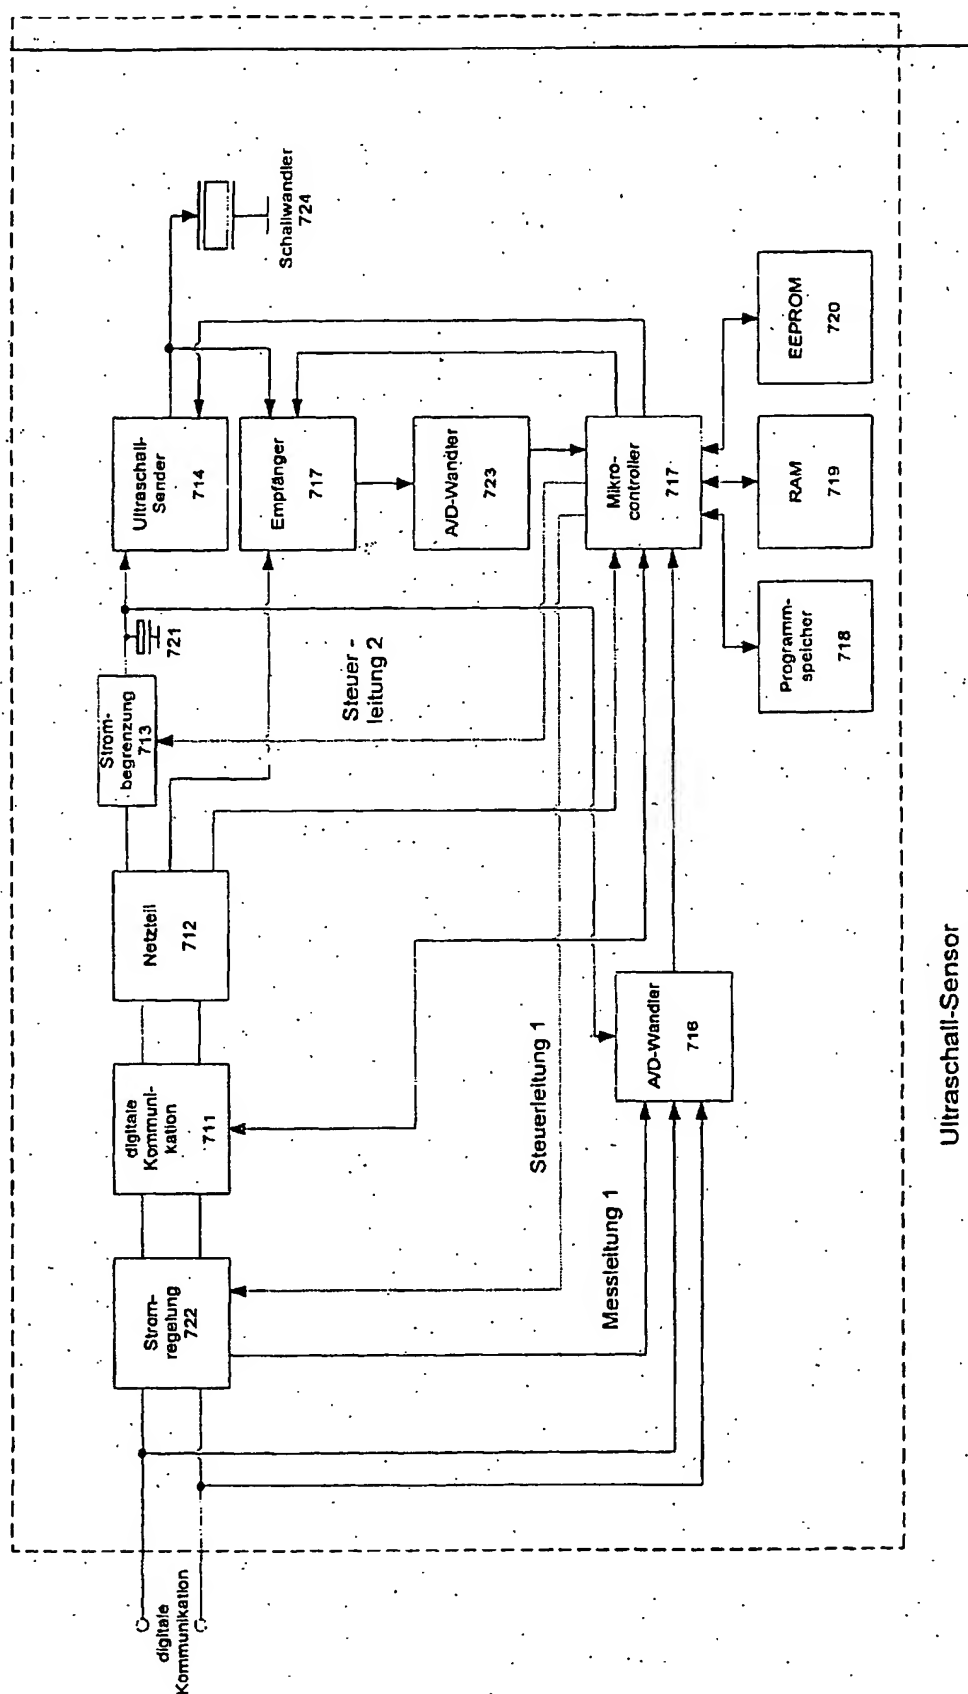 digitale
Kommunikation
Strom-
regelung
722
digitale
Kommuni-
kation
711
Netzteil
712
Strom-
begrenzung
713
721
Ultraschall-
Sender
714
Schallwandler
724
Empfänger
717
A/D-Wandler
723
Mikro-
controller
717
Steuer -
leitung 2
Steuerleitung 1
Messleitung 1
A/D-Wandler
716
Programm-
speicher
718
RAM
719
EEPROM
720
Ultraschall-Sensor